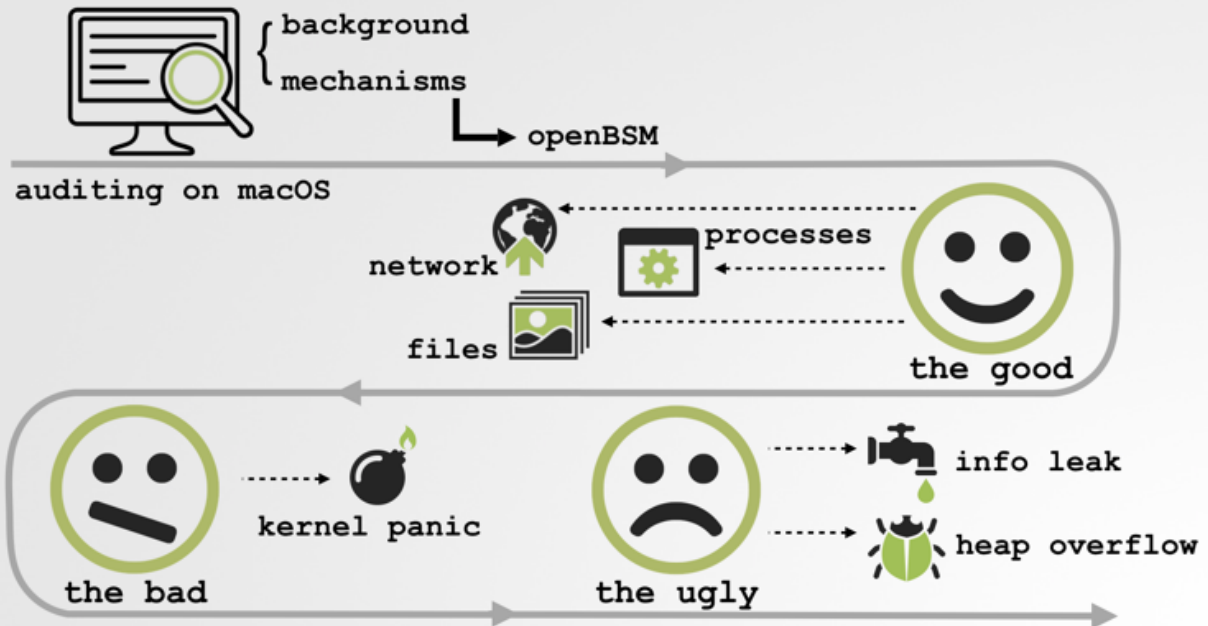 background
mechanisms
openBSM
auditing on macOS
processes
network
files
the good
info leak
kernel panic
heap overflow
the bad
the ugly